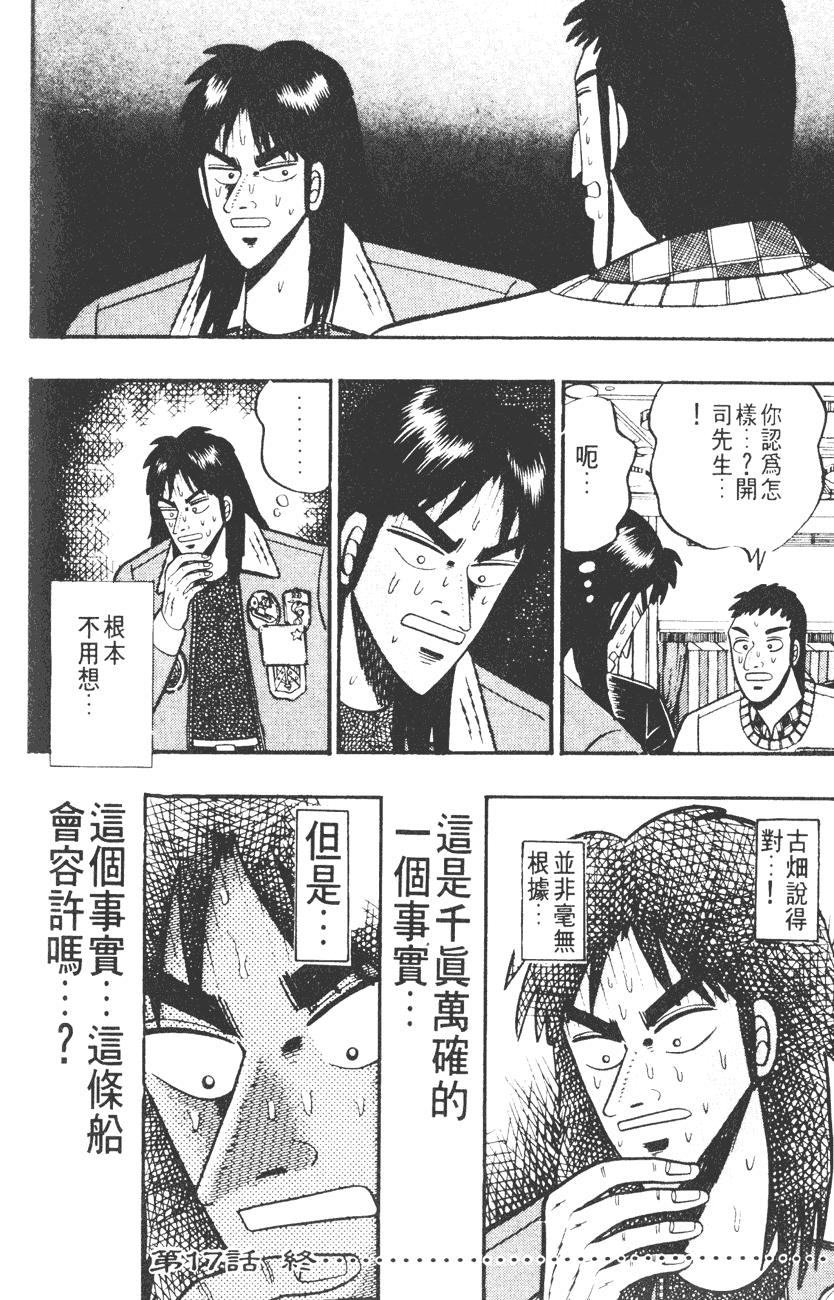 你認爲怎
樣…?開
司先生…
!
呃…
………
根本
不用想…
古畑說得
對…!
並非毫無
根據…
這是千眞萬確的
一個事實…
但是…
這個事實…這條船
會容許嗎…?
第17話-終